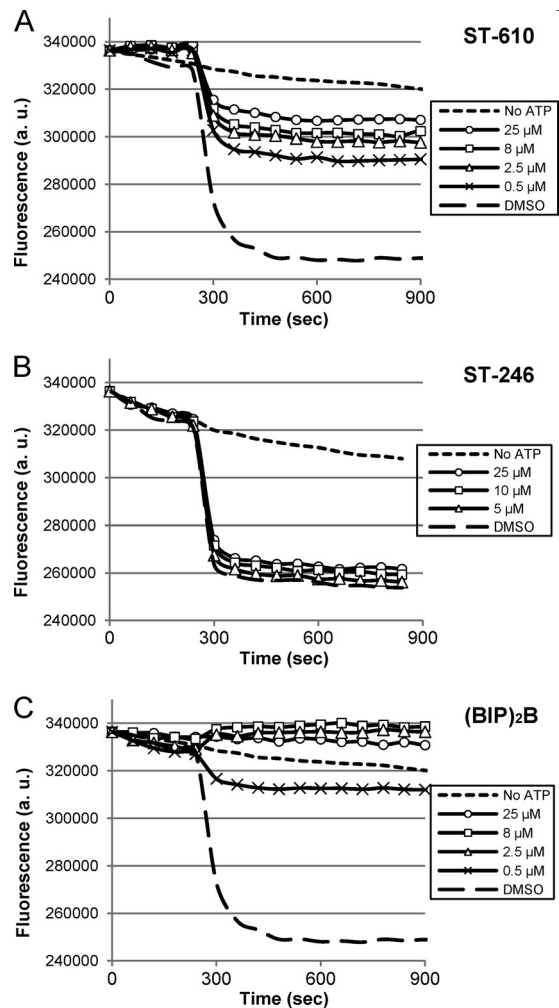 A
ST-610
340000
320000
300000
280000
260000
240000
Fluorescence (a. u.)
0 300 600 900
Time (sec)
No ATP
25 µM
8 µM
2.5 µM
0.5 µM
DMSO
B
ST-246
340000
320000
300000
280000
260000
240000
Fluorescence (a. u.)
0 300 600 900
Time (sec)
No ATP
25 µM
10 µM
5 µM
DMSO
C
(BIP)₂B
340000
320000
300000
280000
260000
240000
Fluorescence (a. u.)
0 300 600 900
Time (sec)
No ATP
25 µM
8 µM
2.5 µM
0.5 µM
DMSO